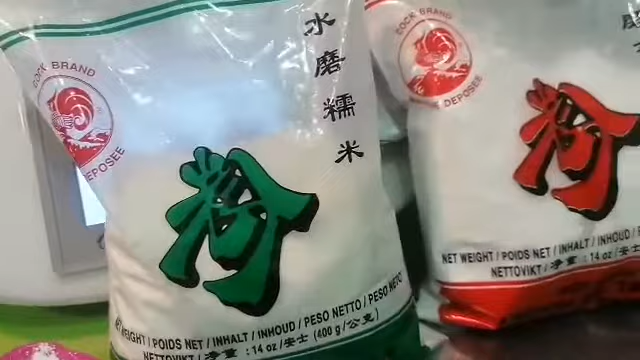 COCK BRAND
DEPOSEE
水磨糯米
粉
NET WEIGHT / POIDS NET / INHALT / INHOUD / PESO NETTO / PESO NETO
NETTOVIKT / 净重 : 14 oz/安士 (400 g/公克)
COCK BRAND
DEPOSEE
粉
NET WEIGHT / POIDS NET / INHALT / INHOUD /
NETTOVIKT / 净重 : 14 oz/安士